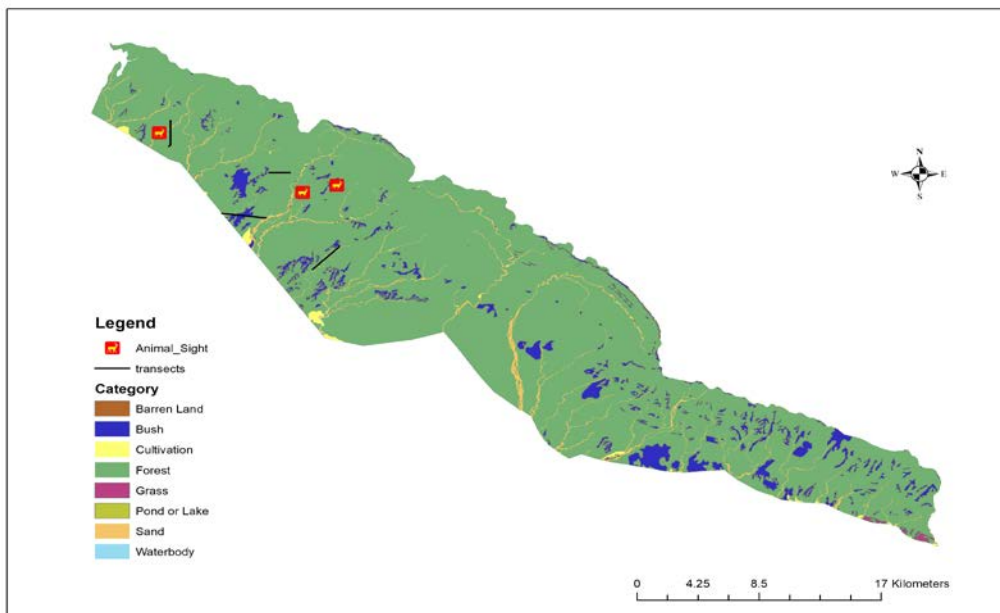 N
W E
S
Legend
Animal_Sight
transects
Category
Barren Land
Bush
Cultivation
Forest
Grass
Pond or Lake
Sand
Waterbody
0 4.25 8.5 17 Kilometers